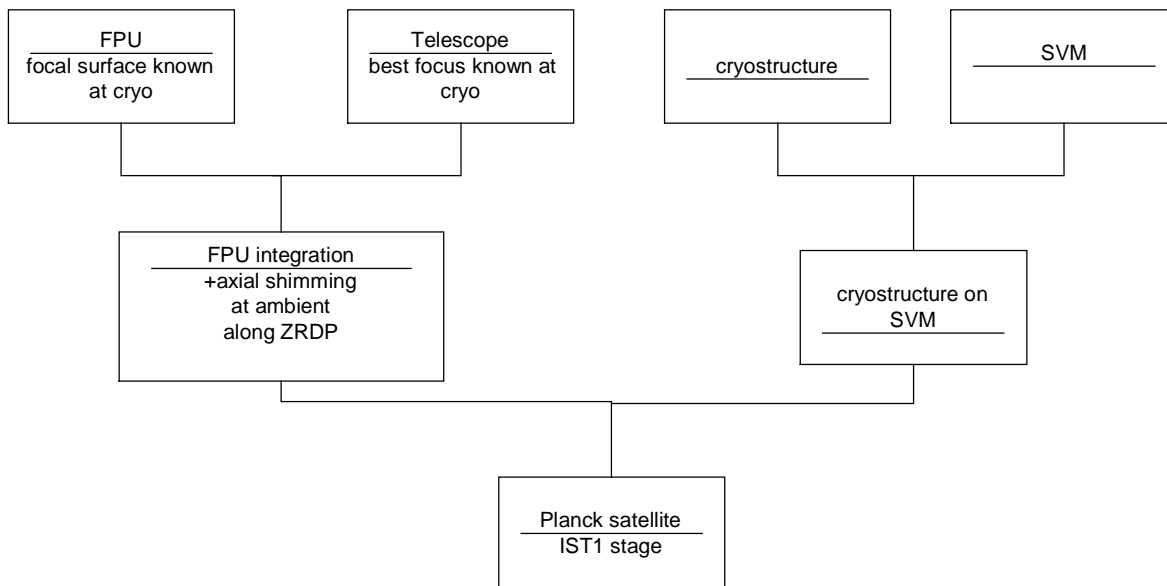 FPU
focal surface known
at cryo
Telescope
best focus known at
cryo
cryostructure
SVM
FPU integration
+axial shimming
at ambient
along ZRDP
cryostructure on
SVM
Planck satellite
IST1 stage